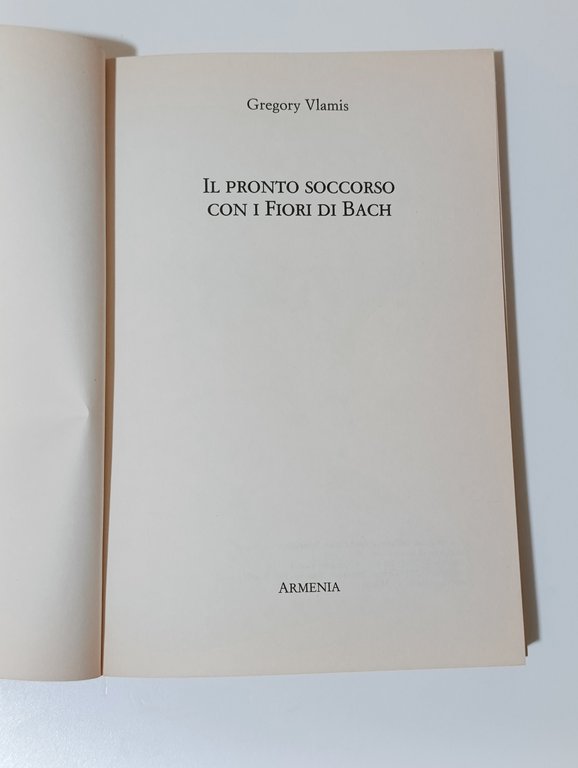 Gregory Vlamis
Il pronto soccorso
con i Fiori di Bach
Armenia